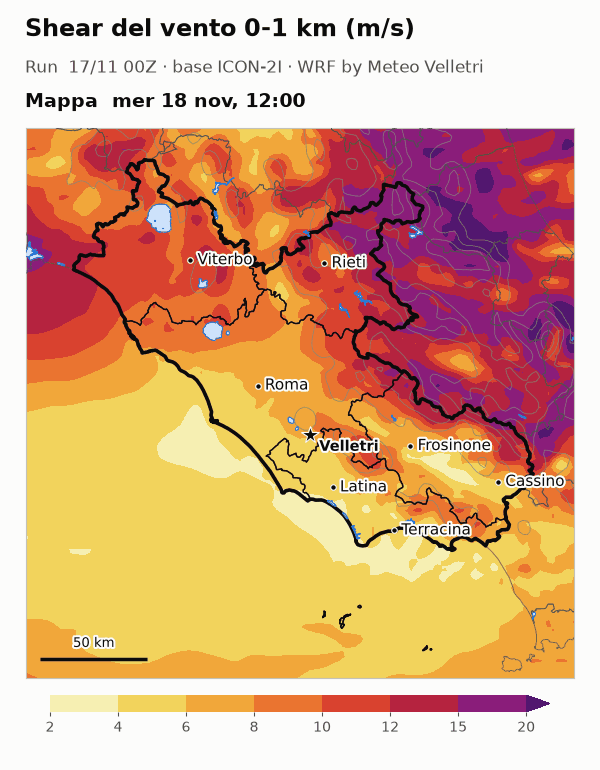 Shear del vento 0-1 km (m/s)
Run  17/11 00Z · base ICON-2I · WRF by Meteo Velletri
Mappa  mer 18 nov, 12:00
Viterbo
Rieti
Roma
Velletri
Frosinone
Cassino
Latina
Terracina
50 km
2 4 6 8 10 12 15 20